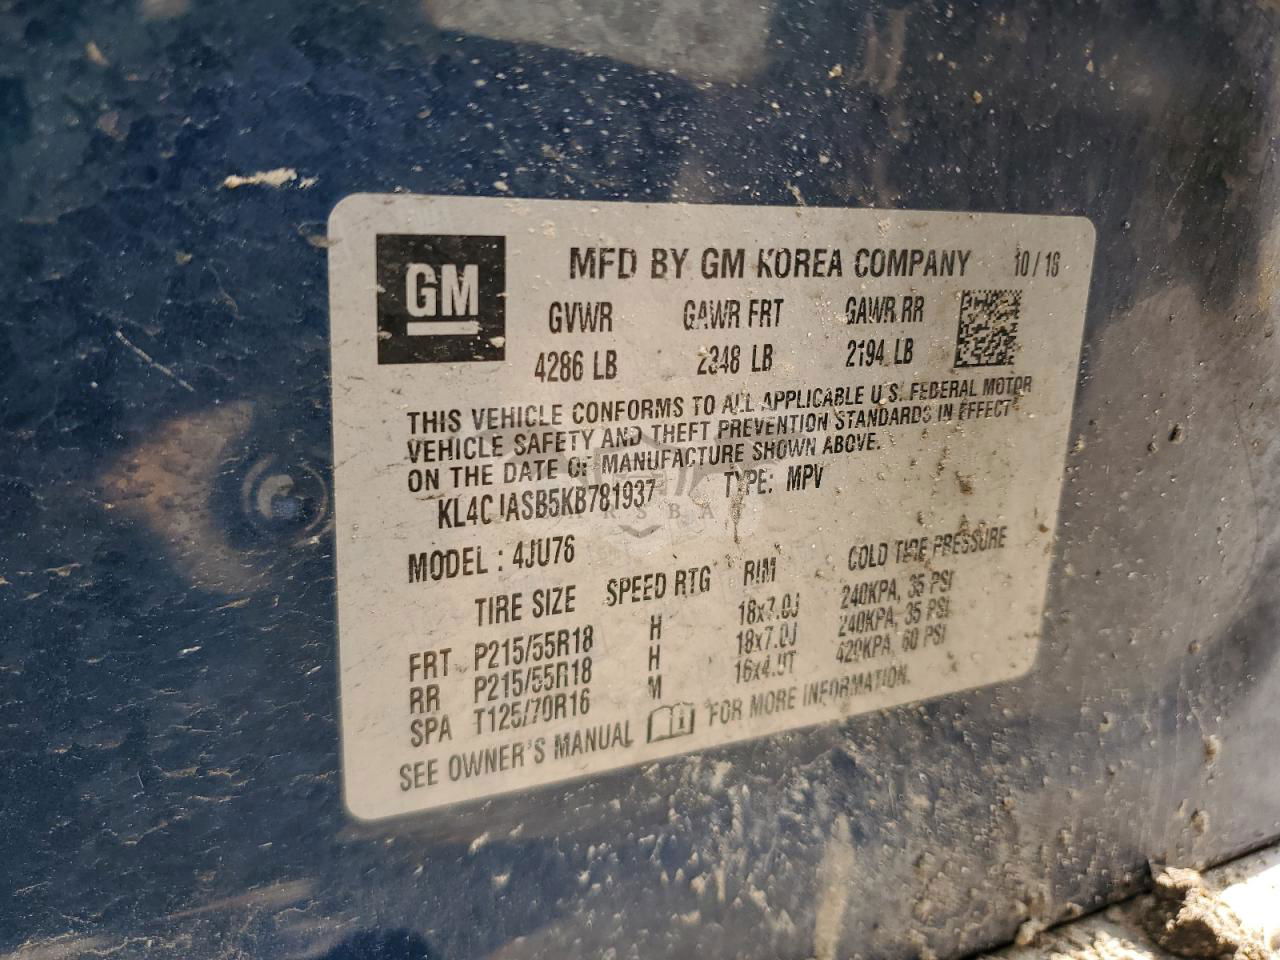 GM
MFD BY GM KOREA COMPANY 10/18
GVWR GAWR FRT GAWR RR
4286 LB 2348 LB 2194 LB
THIS VEHICLE CONFORMS TO ALL APPLICABLE U.S. FEDERAL MOTOR
VEHICLE SAFETY AND THEFT PREVENTION STANDARDS IN EFFECT
ON THE DATE OF MANUFACTURE SHOWN ABOVE.
KL4CJASB5KB781937 TYPE: MPV
MODEL: 4JU76
TIRE SIZE SPEED RTG RIM COLD TIRE PRESSURE
FRT P215/55R18 H 18x7.0J 240KPA, 35 PSI
RR P215/55R18 H 18x7.0J 240KPA, 35 PSI
SPA T125/70R16 M 16x4.0T 420KPA, 60 PSI
SEE OWNER'S MANUAL FOR MORE INFORMATION.